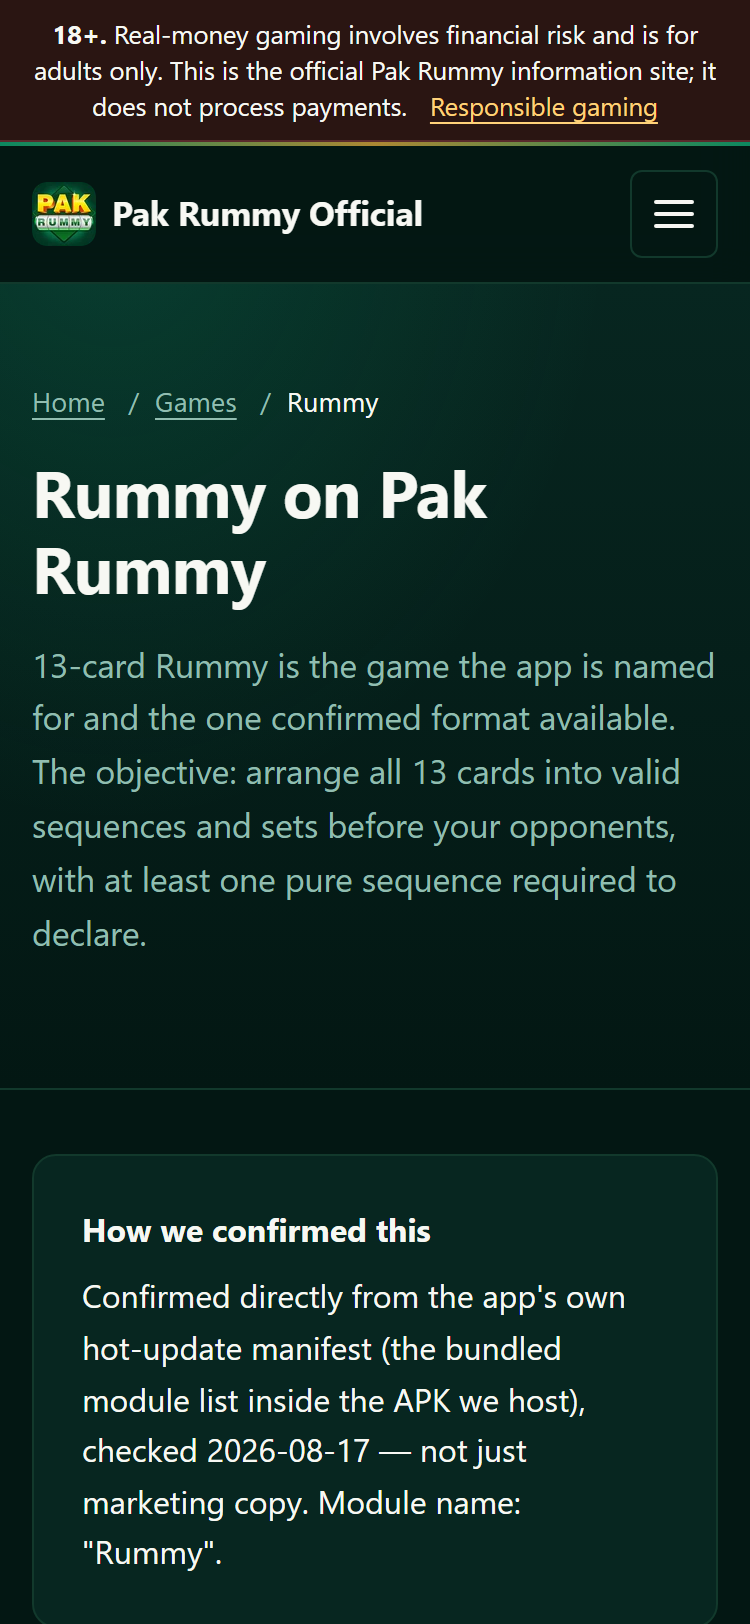 18+. Real-money gaming involves financial risk and is for
adults only. This is the official Pak Rummy information site; it
does not process payments. Responsible gaming
PAK
RUMMY
Pak Rummy Official
Home / Games / Rummy
Rummy on Pak
Rummy
13-card Rummy is the game the app is named
for and the one confirmed format available.
The objective: arrange all 13 cards into valid
sequences and sets before your opponents,
with at least one pure sequence required to
declare.
How we confirmed this
Confirmed directly from the app's own
hot-update manifest (the bundled
module list inside the APK we host),
checked 2026-08-17 — not just
marketing copy. Module name:
"Rummy".